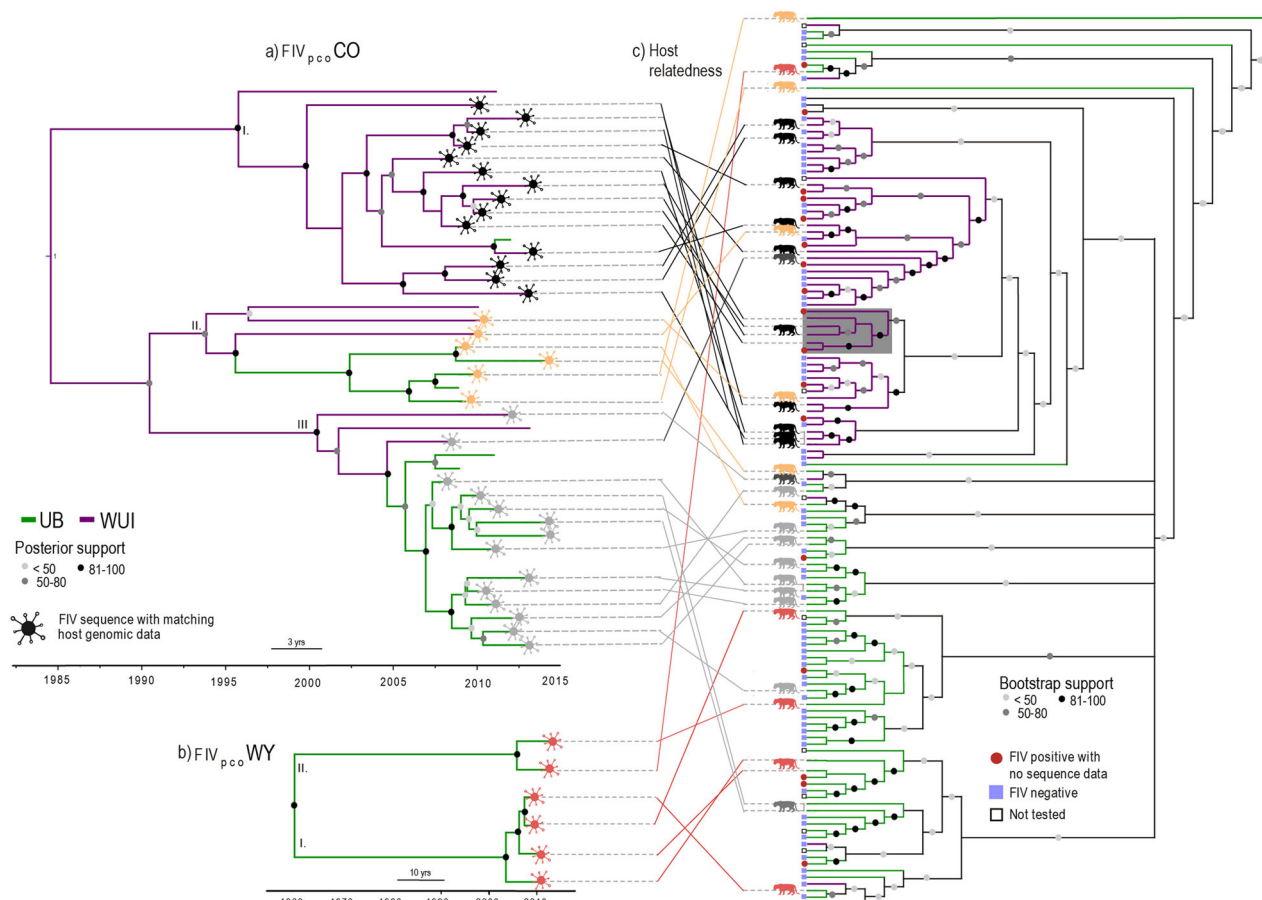 a) FIVpcoCO
c) Host
relatedness
I.
1
II.
III
UB WUI
Posterior support
< 50 81-100
50-80
FIV sequence with matching
host genomic data
3 yrs
1985 1990 1995 2000 2005 2010 2015
Bootstrap support
< 50 81-100
50-80
b) FIVpcoWY
II.
I.
FIV positive with
no sequence data
FIV negative
Not tested
10 yrs